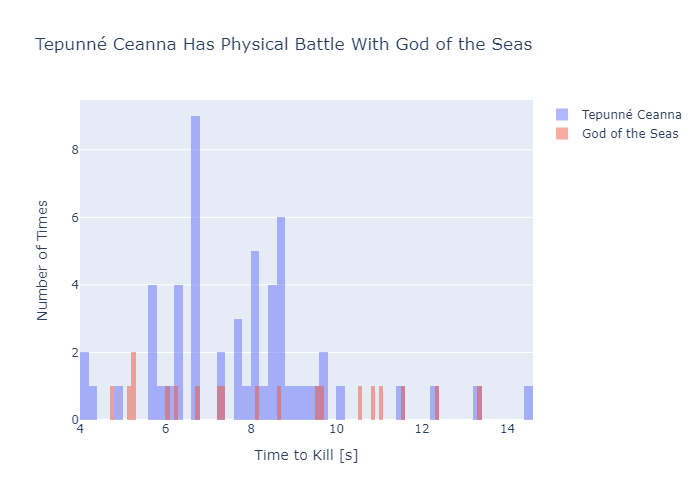 Tepunné Ceanna Has Physical Battle With God of the Seas
Tepunné Ceanna
God of the Seas
Number of Times
8
6
4
2
0
4
6
8
10
12
14
Time to Kill [s]